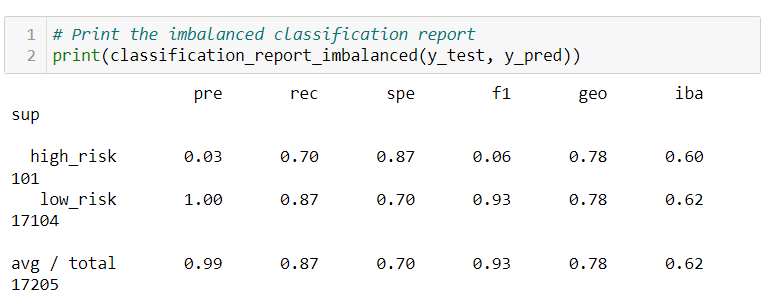 1 # Print the imbalanced classification report
2 print(classification_report_imbalanced(y_test, y_pred))
pre rec spe f1 geo iba
sup
high_risk 0.03 0.70 0.87 0.06 0.78 0.60
101
low_risk 1.00 0.87 0.70 0.93 0.78 0.62
17104
avg / total 0.99 0.87 0.70 0.93 0.78 0.62
17205